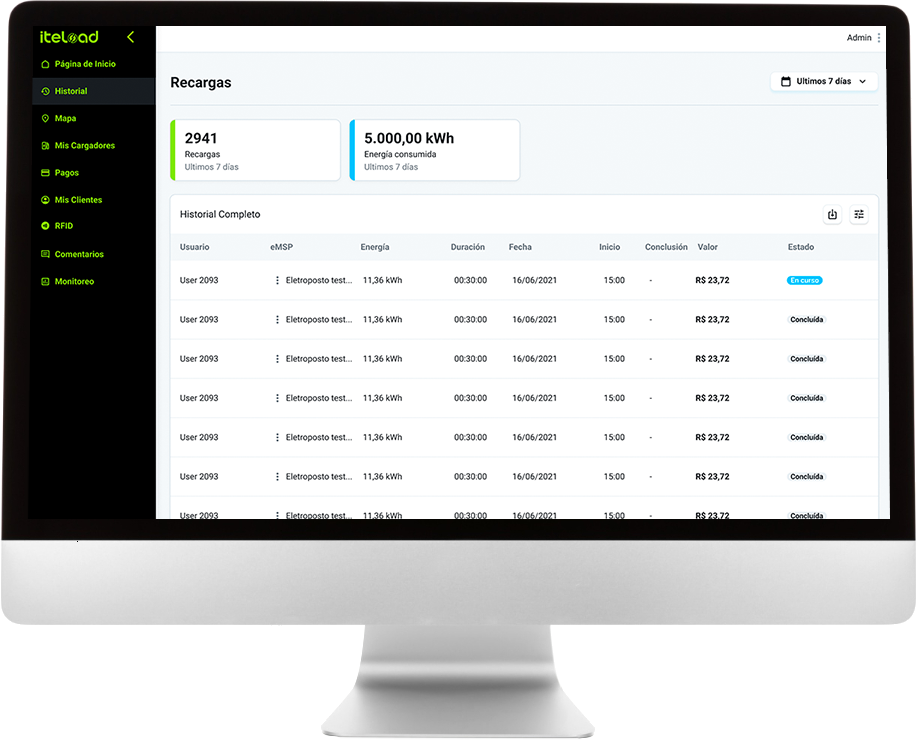 iteload
Admin
Página de Inicio
Historial
Mapa
Mis Cargadores
Pagos
Mis Clientes
RFID
Comentarios
Monitoreo
Recargas
Ultimos 7 días
2941
Recargas
Ultimos 7 días
5.000,00 kWh
Energía consumida
Ultimos 7 días
Historial Completo
Usuario eMSP Energía Duración Fecha Inicio Conclusión Valor Estado
User 2093 Eletroposto test... 11,36 kWh 00:30:00 16/06/2021 15:00 - R$ 23,72 En curso
User 2093 Eletroposto test... 11,36 kWh 00:30:00 16/06/2021 15:00 - R$ 23,72 Concluída
User 2093 Eletroposto test... 11,36 kWh 00:30:00 16/06/2021 15:00 - R$ 23,72 Concluída
User 2093 Eletroposto test... 11,36 kWh 00:30:00 16/06/2021 15:00 - R$ 23,72 Concluída
User 2093 Eletroposto test... 11,36 kWh 00:30:00 16/06/2021 15:00 - R$ 23,72 Concluída
User 2093 Eletroposto test... 11,36 kWh 00:30:00 16/06/2021 15:00 - R$ 23,72 Concluída
User 2093 Eletroposto test... 11,36 kWh 00:30:00 16/06/2021 15:00 - R$ 23,72 Concluída